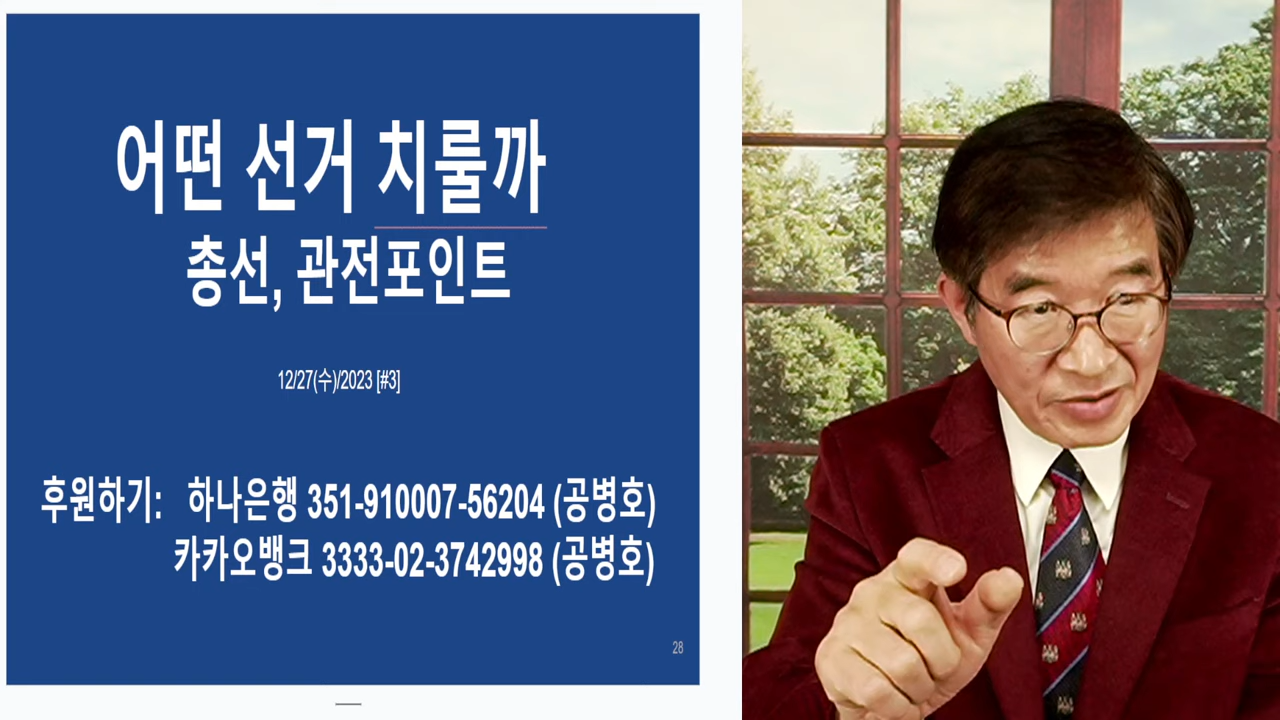 어떤 선거 치룰까
총선, 관전포인트
12/27(수)/2023 [#3]
후원하기: 하나은행 351-910007-56204 (공병호)
카카오뱅크 3333-02-3742998 (공병호)
28